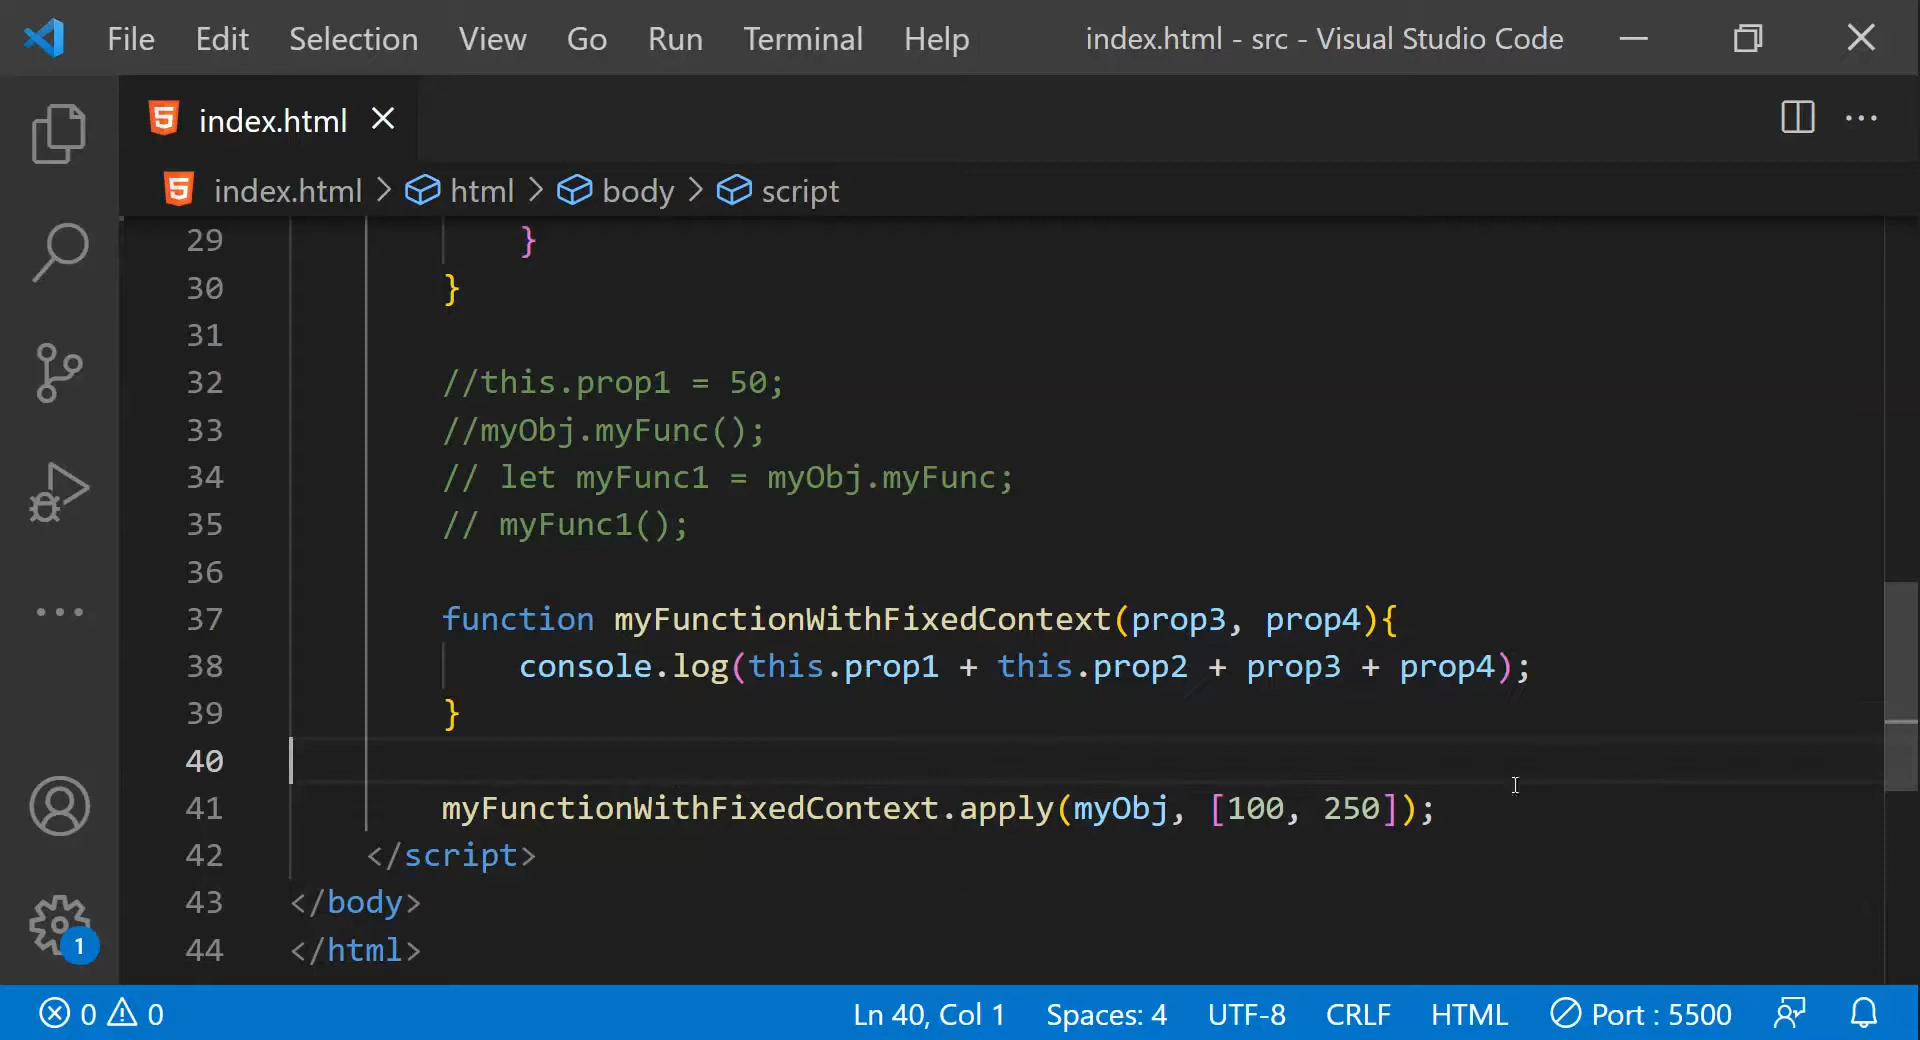 File Edit Selection View Go Run Terminal Help index.html - src - Visual Studio Code
index.html
index.html > html > body > script
29 }
30 }
31
32 //this.prop1 = 50;
33 //myObj.myFunc();
34 // let myFunc1 = myObj.myFunc;
35 // myFunc1();
36
37 function myFunctionWithFixedContext(prop3, prop4){
38 console.log(this.prop1 + this.prop2 + prop3 + prop4);
39 }
40
41 myFunctionWithFixedContext.apply(myObj, [100, 250]);
42 </script>
43 </body>
44 </html>
1
0 0 Ln 40, Col 1 Spaces: 4 UTF-8 CRLF HTML Port : 5500